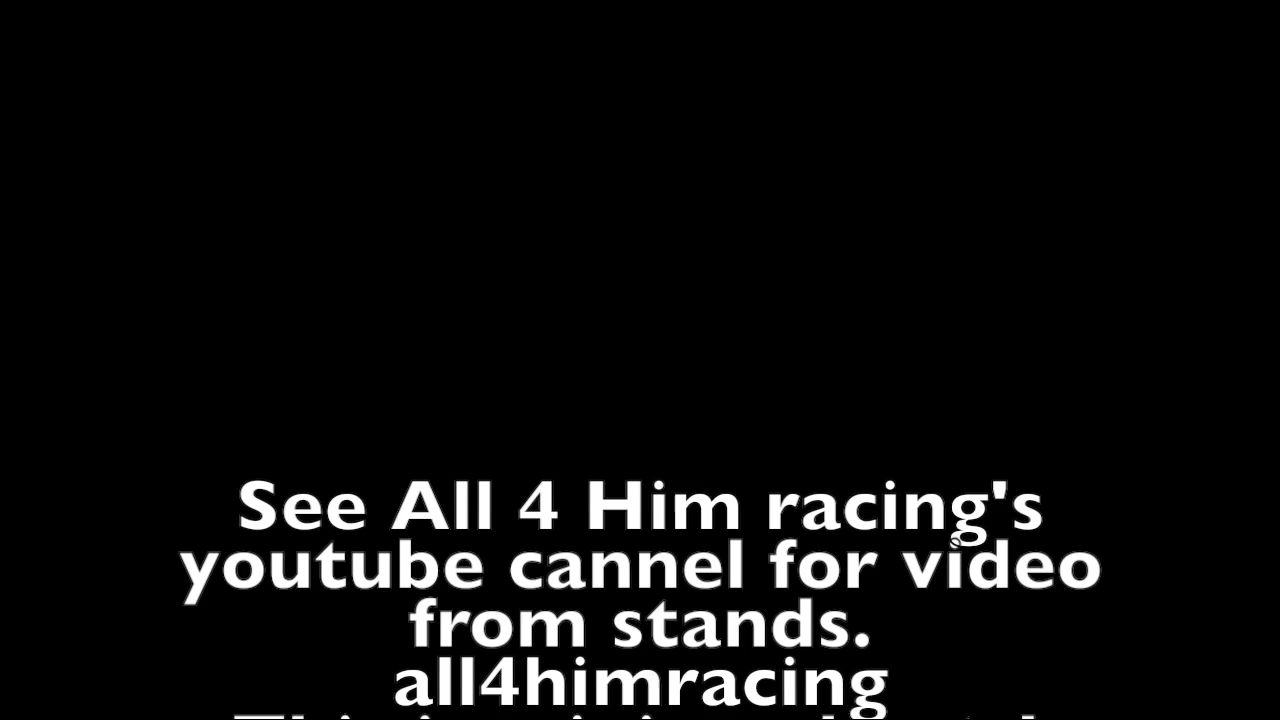 See All 4 Him racing's
youtube cannel for video
from stands.
all4himracing